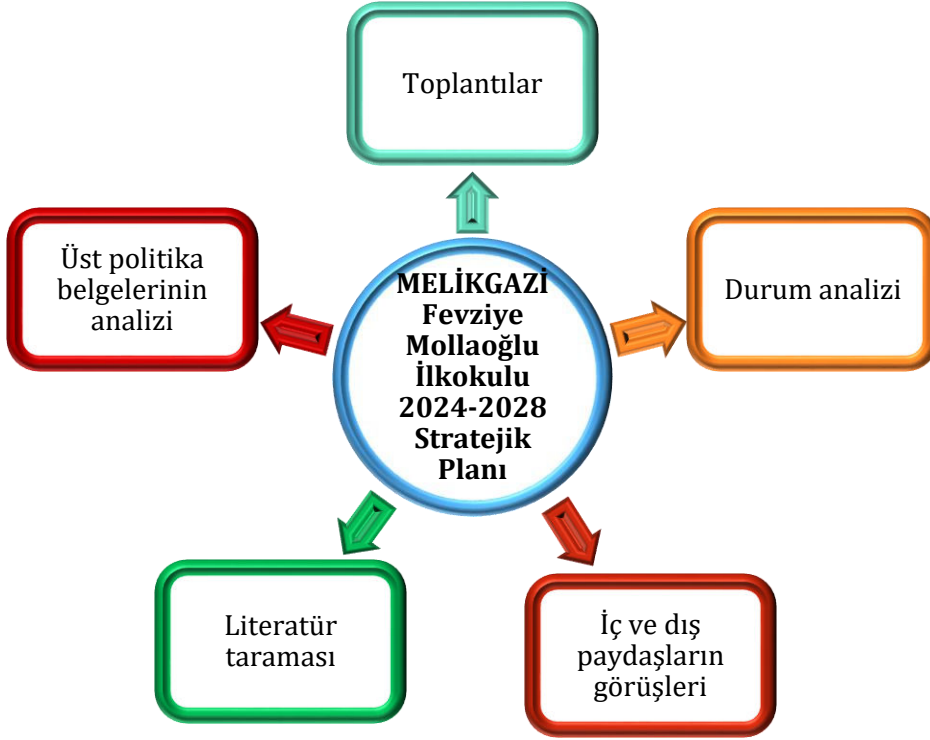 Toplantılar
Üst politika
belgelerinin
analizi
MELİKGAZİ
Fevziye
Mollaoğlu
İlkokulu
2024-2028
Stratejik
Planı
Durum analizi
Literatür
taraması
İç ve dış
paydaşların
görüşleri